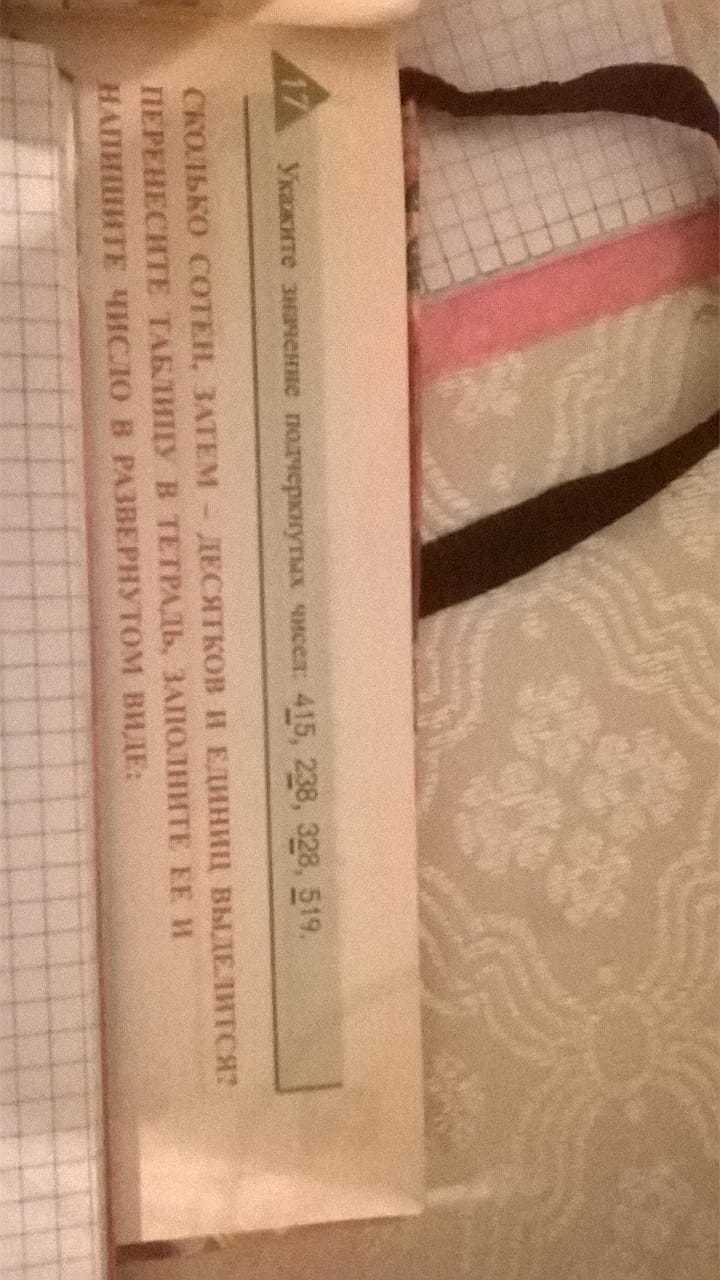 17 Укажите значение подчеркнутых чисел: 415, 238, 328, 519.
СКОЛЬКО СОТЕН, ЗАТЕМ – ДЕСЯТКОВ И ЕДИНИЦ ВЫДЕЛИТСЯ?
ПЕРЕНЕСИТЕ ТАБЛИЦУ В ТЕТРАДЬ, ЗАПОЛНИТЕ ЕЕ И
НАПИШИТЕ ЧИСЛО В РАЗВЕРНУТОМ ВИДЕ: